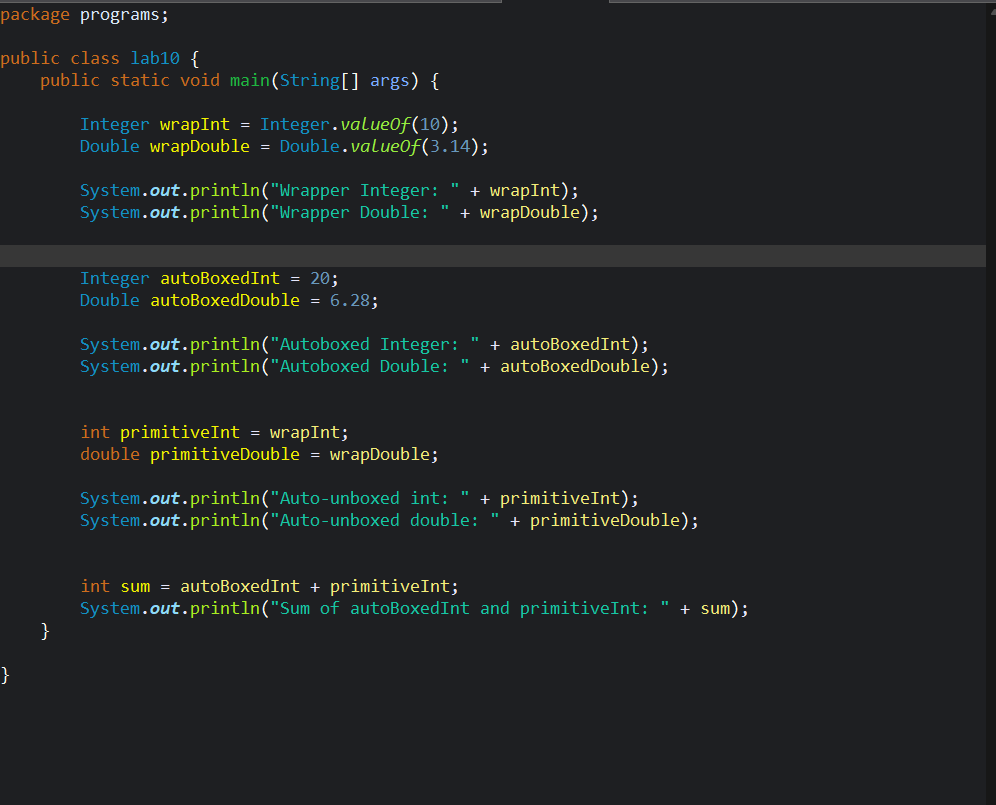 package programs;
public class lab10 {
public static void main(String[] args) {
Integer wrapInt = Integer.valueOf(10);
Double wrapDouble = Double.valueOf(3.14);
System.out.println("Wrapper Integer: " + wrapInt);
System.out.println("Wrapper Double: " + wrapDouble);
Integer autoBoxedInt = 20;
Double autoBoxedDouble = 6.28;
System.out.println("Autoboxed Integer: " + autoBoxedInt);
System.out.println("Autoboxed Double: " + autoBoxedDouble);
int primitiveInt = wrapInt;
double primitiveDouble = wrapDouble;
System.out.println("Auto-unboxed int: " + primitiveInt);
System.out.println("Auto-unboxed double: " + primitiveDouble);
int sum = autoBoxedInt + primitiveInt;
System.out.println("Sum of autoBoxedInt and primitiveInt: " + sum);
}
}